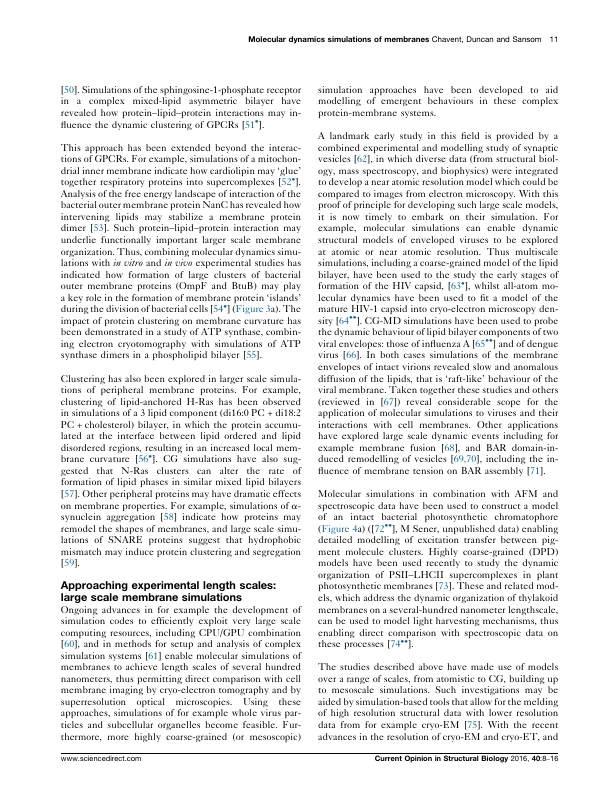 Molecular dynamics simulations of membranes Chavent, Duncan and Sansom 11
[50]. Simulations of the sphingosine-1-phosphate receptor
in a complex mixed-lipid asymmetric bilayer have
revealed how protein–lipid–protein interactions may in-
fluence the dynamic clustering of GPCRs [51•].
This approach has been extended beyond the interac-
tions of GPCRs. For example, simulations of a mitochon-
drial inner membrane indicate how cardiolipin may ‘glue’
together respiratory proteins into supercomplexes [52•].
Analysis of the free energy landscape of interaction of the
bacterial outer membrane protein NanC has revealed how
intervening lipids may stabilize a membrane protein
dimer [53]. Such protein–lipid–protein interaction may
underlie functionally important larger scale membrane
organization. Thus, combining molecular dynamics simu-
lations with in vitro and in vivo experimental studies has
indicated how formation of large clusters of bacterial
outer membrane proteins (OmpF and BtuB) may play
a key role in the formation of membrane protein ‘islands’
during the division of bacterial cells [54•] (Figure 3a). The
impact of protein clustering on membrane curvature has
been demonstrated in a study of ATP synthase, combin-
ing electron cryotomography with simulations of ATP
synthase dimers in a phospholipid bilayer [55].
Clustering has also been explored in larger scale simula-
tions of peripheral membrane proteins. For example,
clustering of lipid-anchored H-Ras has been observed
in simulations of a 3 lipid component (di16:0 PC + di18:2
PC + cholesterol) bilayer, in which the protein accumu-
lated at the interface between lipid ordered and lipid
disordered regions, resulting in an increased local mem-
brane curvature [56•]. CG simulations have also sug-
gested that N-Ras clusters can alter the rate of
formation of lipid phases in similar mixed lipid bilayers
[57]. Other peripheral proteins may have dramatic effects
on membrane properties. For example, simulations of α-
synuclein aggregation [58] indicate how proteins may
remodel the shapes of membranes, and large scale simu-
lations of SNARE proteins suggest that hydrophobic
mismatch may induce protein clustering and segregation
[59].
Approaching experimental length scales:
large scale membrane simulations
Ongoing advances in for example the development of
simulation codes to efficiently exploit very large scale
computing resources, including CPU/GPU combination
[60], and in methods for setup and analysis of complex
simulation systems [61] enable molecular simulations of
membranes to achieve length scales of several hundred
nanometers, thus permitting direct comparison with cell
membrane imaging by cryo-electron tomography and by
superresolution optical microscopies. Using these
approaches, simulations of for example whole virus par-
ticles and subcellular organelles become feasible. Fur-
thermore, more highly coarse-grained (or mesoscopic)
simulation approaches have been developed to aid
modelling of emergent behaviours in these complex
protein-membrane systems.
A landmark early study in this field is provided by a
combined experimental and modelling study of synaptic
vesicles [62], in which diverse data (from structural biol-
ogy, mass spectroscopy, and biophysics) were integrated
to develop a near atomic resolution model which could be
compared to images from electron microscopy. With this
proof of principle for developing such large scale models,
it is now timely to embark on their simulation. For
example, molecular simulations can enable dynamic
structural models of enveloped viruses to be explored
at atomic or near atomic resolution. Thus multiscale
simulations, including a coarse-grained model of the lipid
bilayer, have been used to the study the early stages of
formation of the HIV capsid, [63•], whilst all-atom mo-
lecular dynamics have been used to fit a model of the
mature HIV-1 capsid into cryo-electron microscopy den-
sity [64••]. CG-MD simulations have been used to probe
the dynamic behaviour of lipid bilayer components of two
viral envelopes: those of influenza A [65••] and of dengue
virus [66]. In both cases simulations of the membrane
envelopes of intact virions revealed slow and anomalous
diffusion of the lipids, that is ‘raft-like’ behaviour of the
viral membrane. Taken together these studies and others
(reviewed in [67]) reveal considerable scope for the
application of molecular simulations to viruses and their
interactions with cell membranes. Other applications
have explored large scale dynamic events including for
example membrane fusion [68], and BAR domain-in-
duced remodelling of vesicles [69,70], including the in-
fluence of membrane tension on BAR assembly [71].
Molecular simulations in combination with AFM and
spectroscopic data have been used to construct a model
of an intact bacterial photosynthetic chromatophore
(Figure 4a) ([72••], M Sener, unpublished data) enabling
detailed modelling of excitation transfer between pig-
ment molecule clusters. Highly coarse-grained (DPD)
models have been used recently to study the dynamic
organization of PSII–LHCII supercomplexes in plant
photosynthetic membranes [73]. These and related mod-
els, which address the dynamic organization of thylakoid
membranes on a several-hundred nanometer lengthscale,
can be used to model light harvesting mechanisms, thus
enabling direct comparison with spectroscopic data on
these processes [74••].
The studies described above have made use of models
over a range of scales, from atomistic to CG, building up
to mesoscale simulations. Such investigations may be
aided by simulation-based tools that allow for the melding
of high resolution structural data with lower resolution
data from for example cryo-EM [75]. With the recent
advances in the resolution of cryo-EM and cryo-ET, and
www.sciencedirect.com
Current Opinion in Structural Biology 2016, 40:8–16